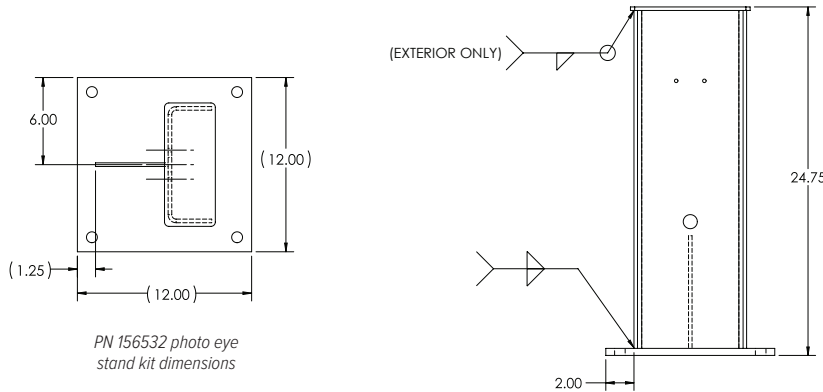 (EXTERIOR ONLY)
6.00
(12.00)
24.75
(1.25)
(12.00)
PN 156532 photo eye
stand kit dimensions
2.00